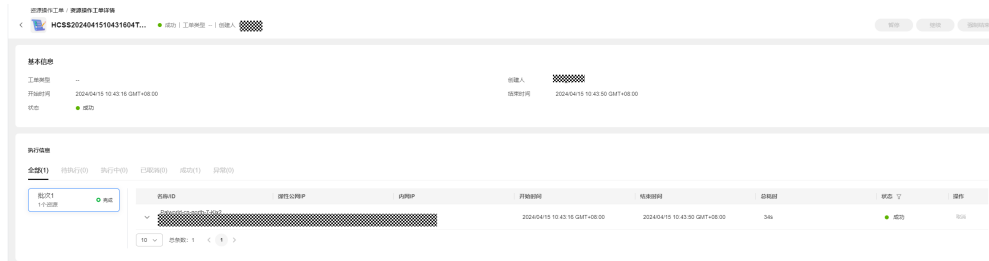 资源操作工单 / 资源操作工单详情
HCSS2024041510431604T... 成功 | 工单类型 -- | 创建人
基本信息
工单类型 --
创建人
开始时间 2024/04/15 10:43:16 GMT+08:00
结束时间 2024/04/15 10:43:50 GMT+08:00
状态 成功
执行信息
全部(1) 待执行(0) 执行中(0) 已取消(0) 成功(1) 异常(0)
批次1 完成
1个资源
名称/ID 弹性公网IP 内网IP 开始时间 结束时间 总耗时 状态 操作
2024/04/15 10:43:16 GMT+08:00 2024/04/15 10:43:50 GMT+08:00 34s 成功
10 总条数: 1 1